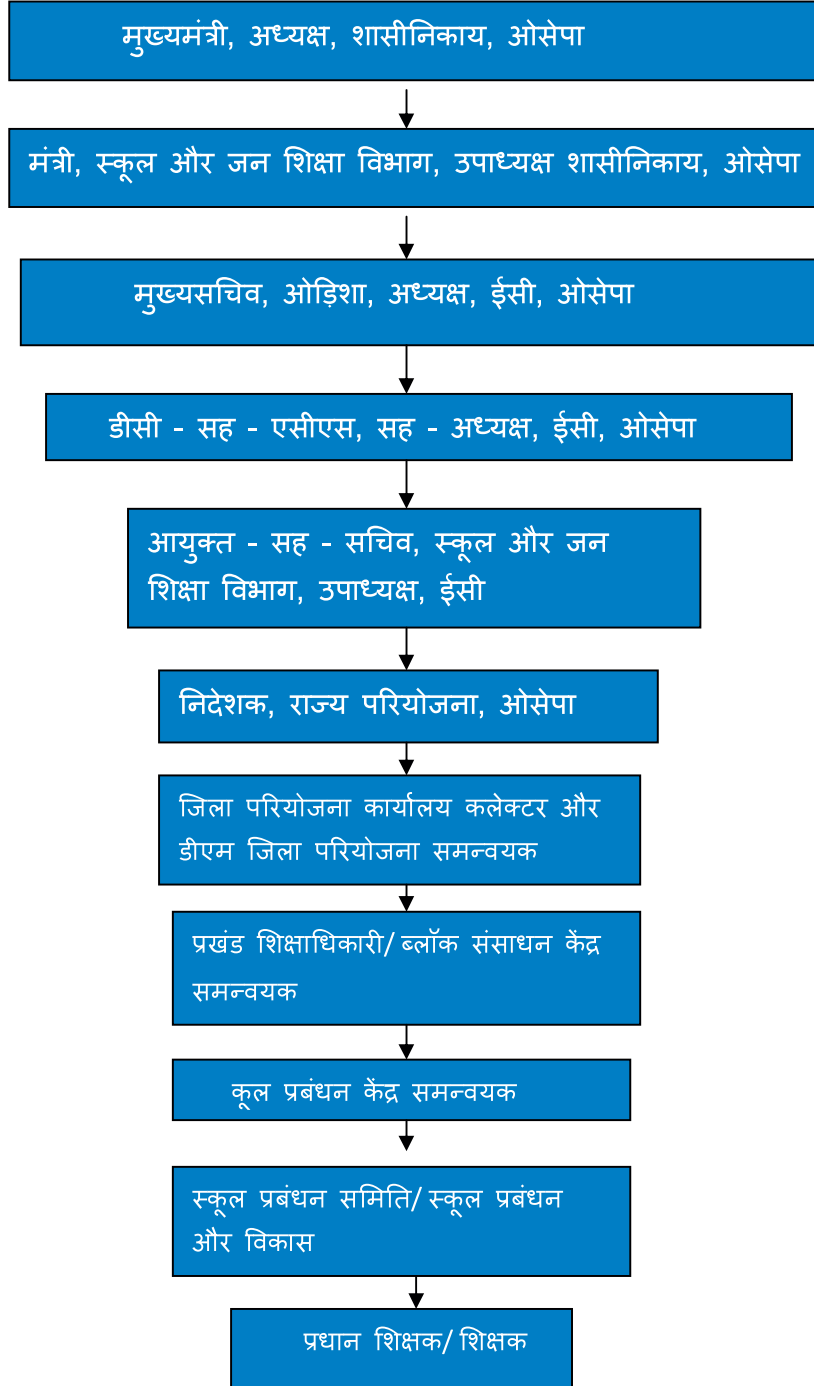 मुख्यमंत्री, अध्यक्ष, शासीनिकाय, ओसेपा
मंत्री, स्कूल और जन शिक्षा विभाग, उपाध्यक्ष शासीनिकाय, ओसेपा
मुख्यसचिव, ओड़िशा, अध्यक्ष, ईसी, ओसेपा
डीसी - सह - एसीएस, सह - अध्यक्ष, ईसी, ओसेपा
आयुक्त - सह - सचिव, स्कूल और जन
शिक्षा विभाग, उपाध्यक्ष, ईसी
निदेशक, राज्य परियोजना, ओसेपा
जिला परियोजना कार्यालय कलेक्टर और
डीएम जिला परियोजना समन्वयक
प्रखंड शिक्षाधिकारी/ ब्लॉक संसाधन केंद्र
समन्वयक
कूल प्रबंधन केंद्र समन्वयक
स्कूल प्रबंधन समिति/ स्कूल प्रबंधन
और विकास
प्रधान शिक्षक/ शिक्षक